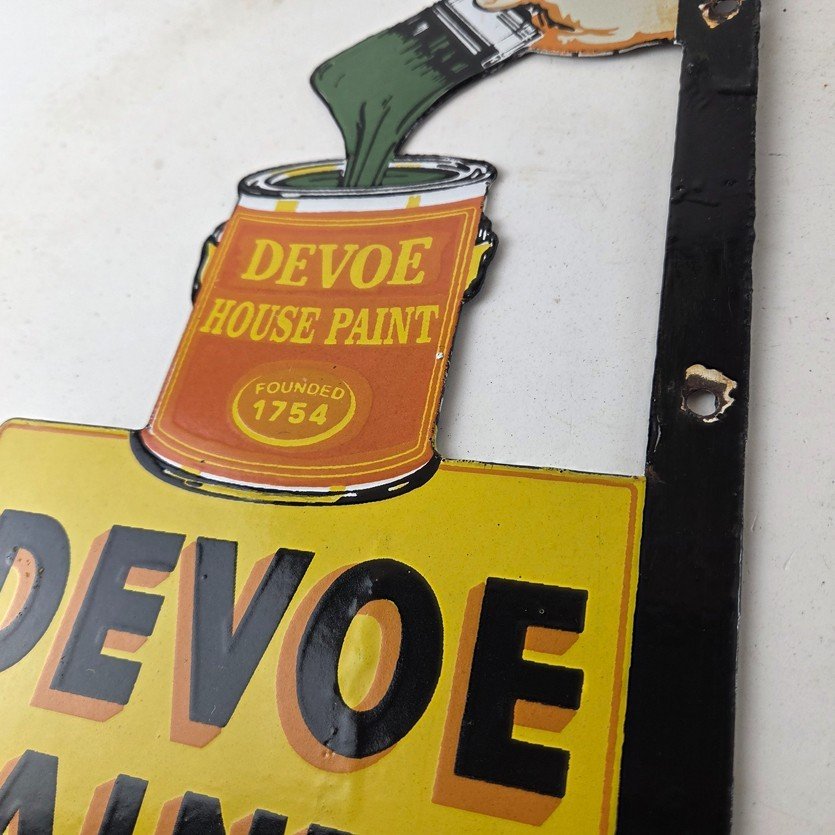 DEVOE
HOUSE PAINT
FOUNDED
1754
DEVOE